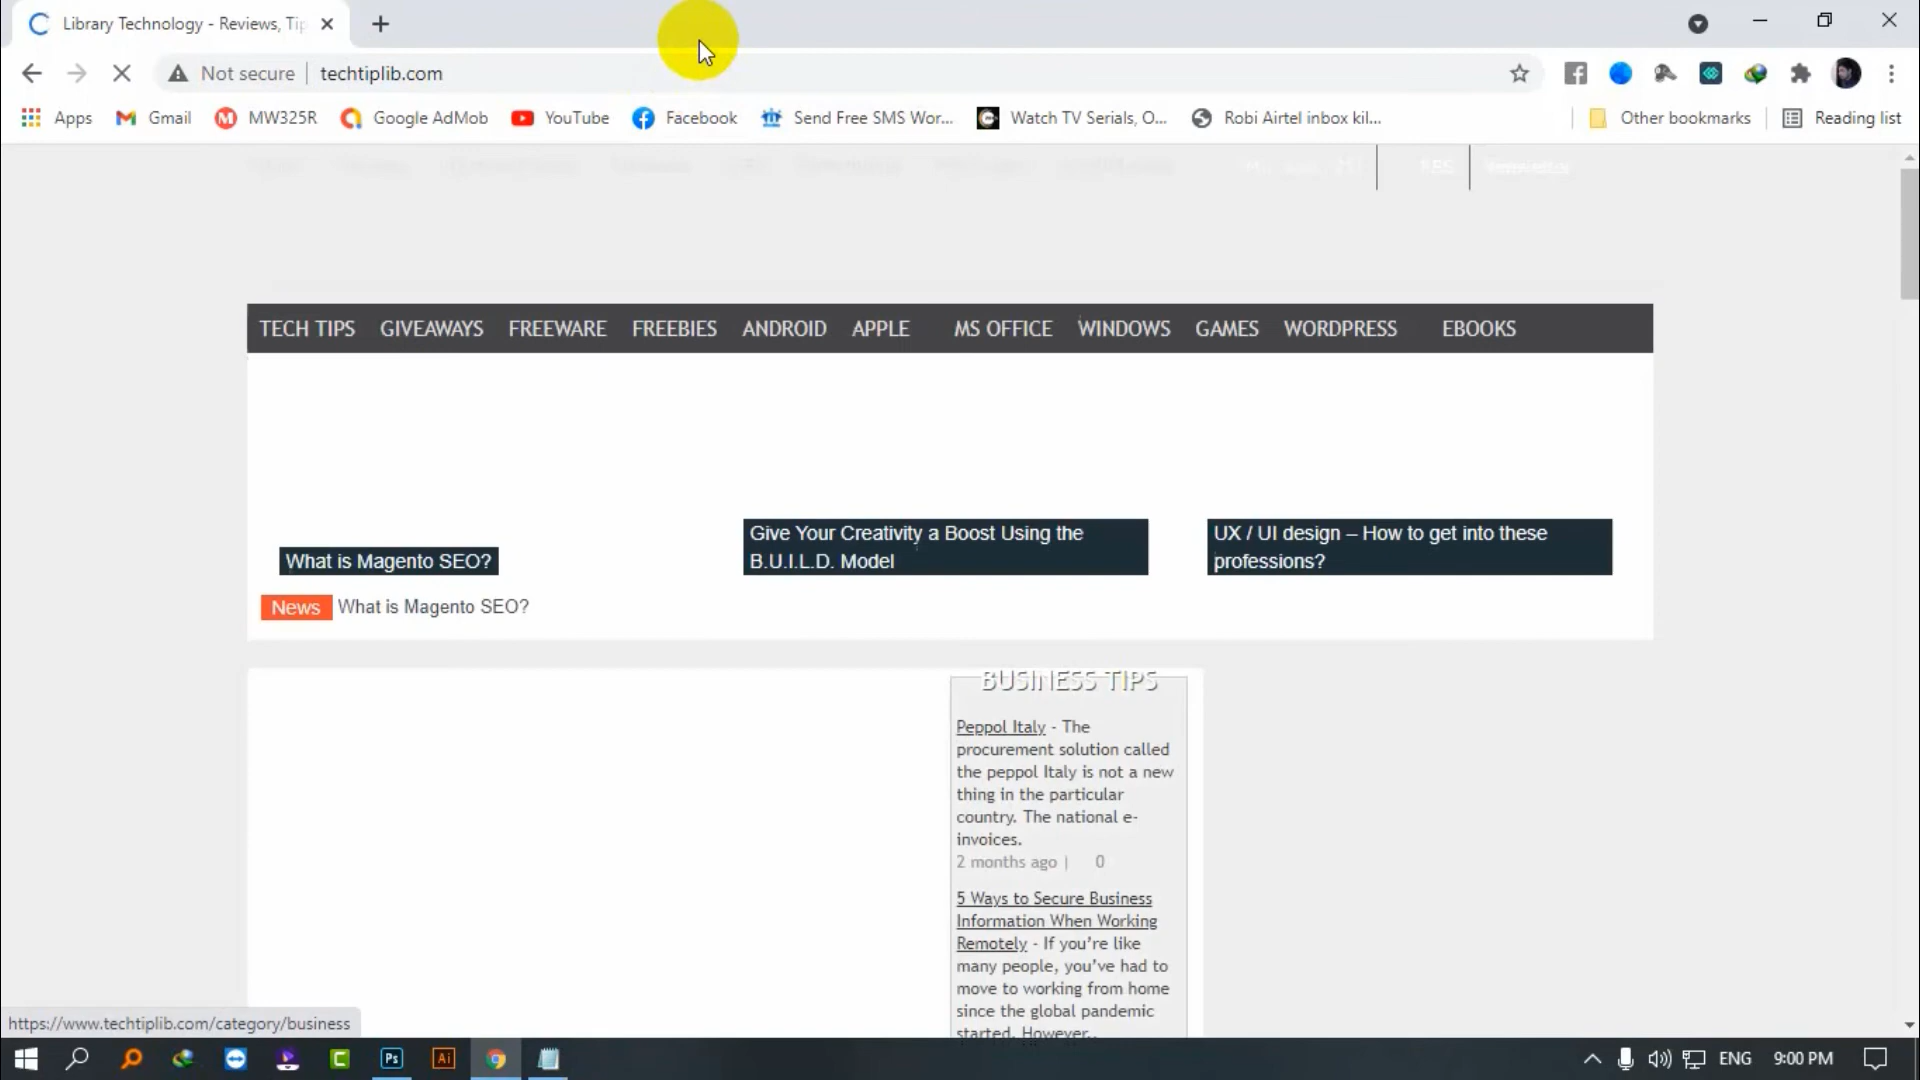 Library Technology - Reviews, Tip
Not secure
techtiplib.com
Apps
Gmail
MW325R
Google AdMob
YouTube
Facebook
Send Free SMS Wor...
Watch TV Serials, O...
Robi Airtel inbox kil...
Other bookmarks
Reading list
RSS
TECH TIPS
GIVEAWAYS
FREEWARE
FREEBIES
ANDROID
APPLE
MS OFFICE
WINDOWS
GAMES
WORDPRESS
EBOOKS
What is Magento SEO?
Give Your Creativity a Boost Using the
B.U.I.L.D. Model
UX / UI design – How to get into these
professions?
News What is Magento SEO?
BUSINESS TIPS
Peppol Italy - The
procurement solution called
the peppol Italy is not a new
thing in the particular
country. The national e-
invoices.
2 months ago | 0
5 Ways to Secure Business
Information When Working
Remotely - If you’re like
many people, you’ve had to
move to working from home
since the global pandemic
started. However..
https://www.techtiplib.com/category/business
Ps
Ai
ENG
9:00 PM